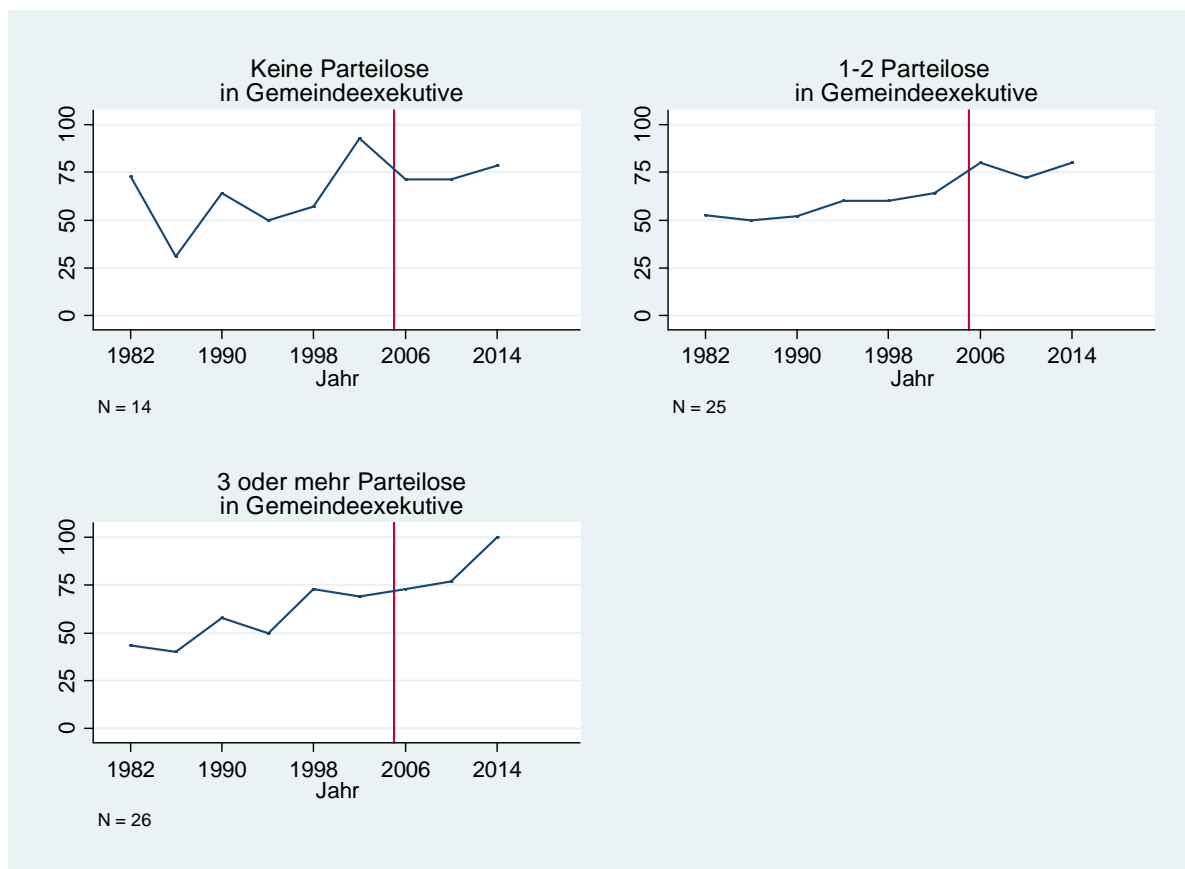 Keine Parteilose
in Gemeindeexekutive
100
75
50
25
0
1982 1990 1998 2006 2014
Jahr
N = 14
1-2 Parteilose
in Gemeindeexekutive
100
75
50
25
0
1982 1990 1998 2006 2014
Jahr
N = 25
3 oder mehr Parteilose
in Gemeindeexekutive
100
75
50
25
0
1982 1990 1998 2006 2014
Jahr
N = 26